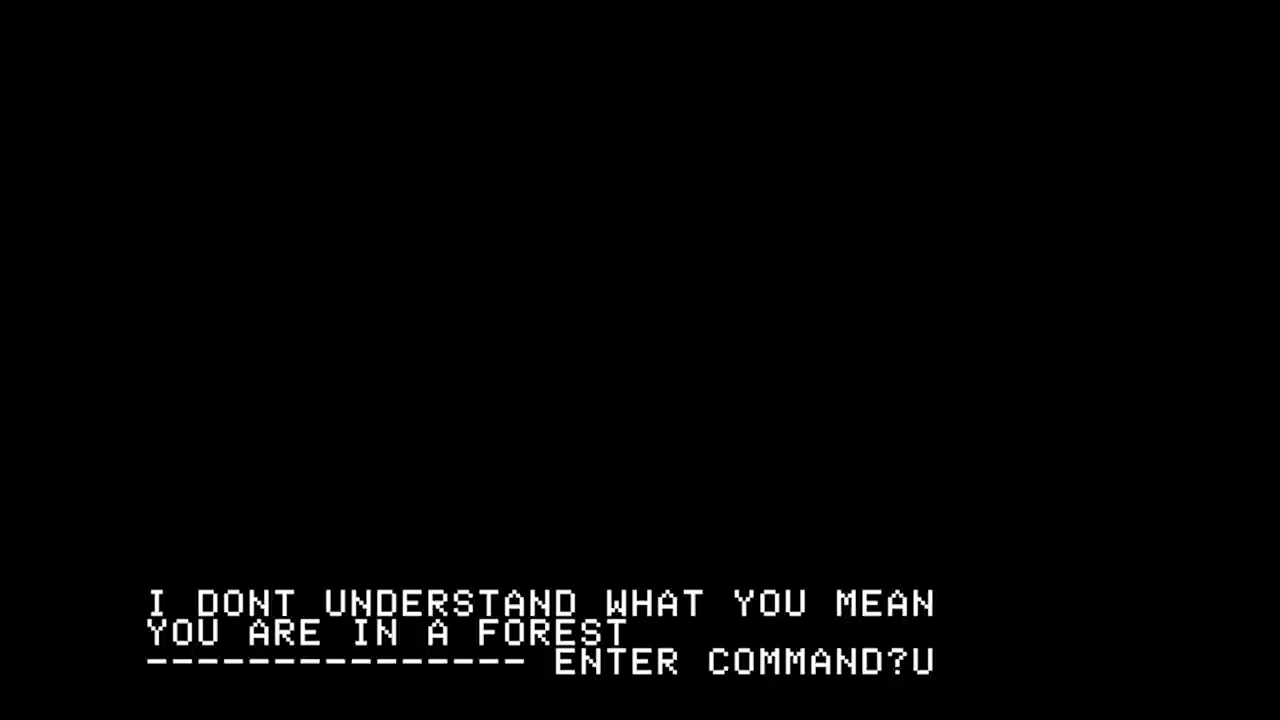 I DONT UNDERSTAND WHAT YOU MEAN
YOU ARE IN A FOREST
--------------- ENTER COMMAND?U